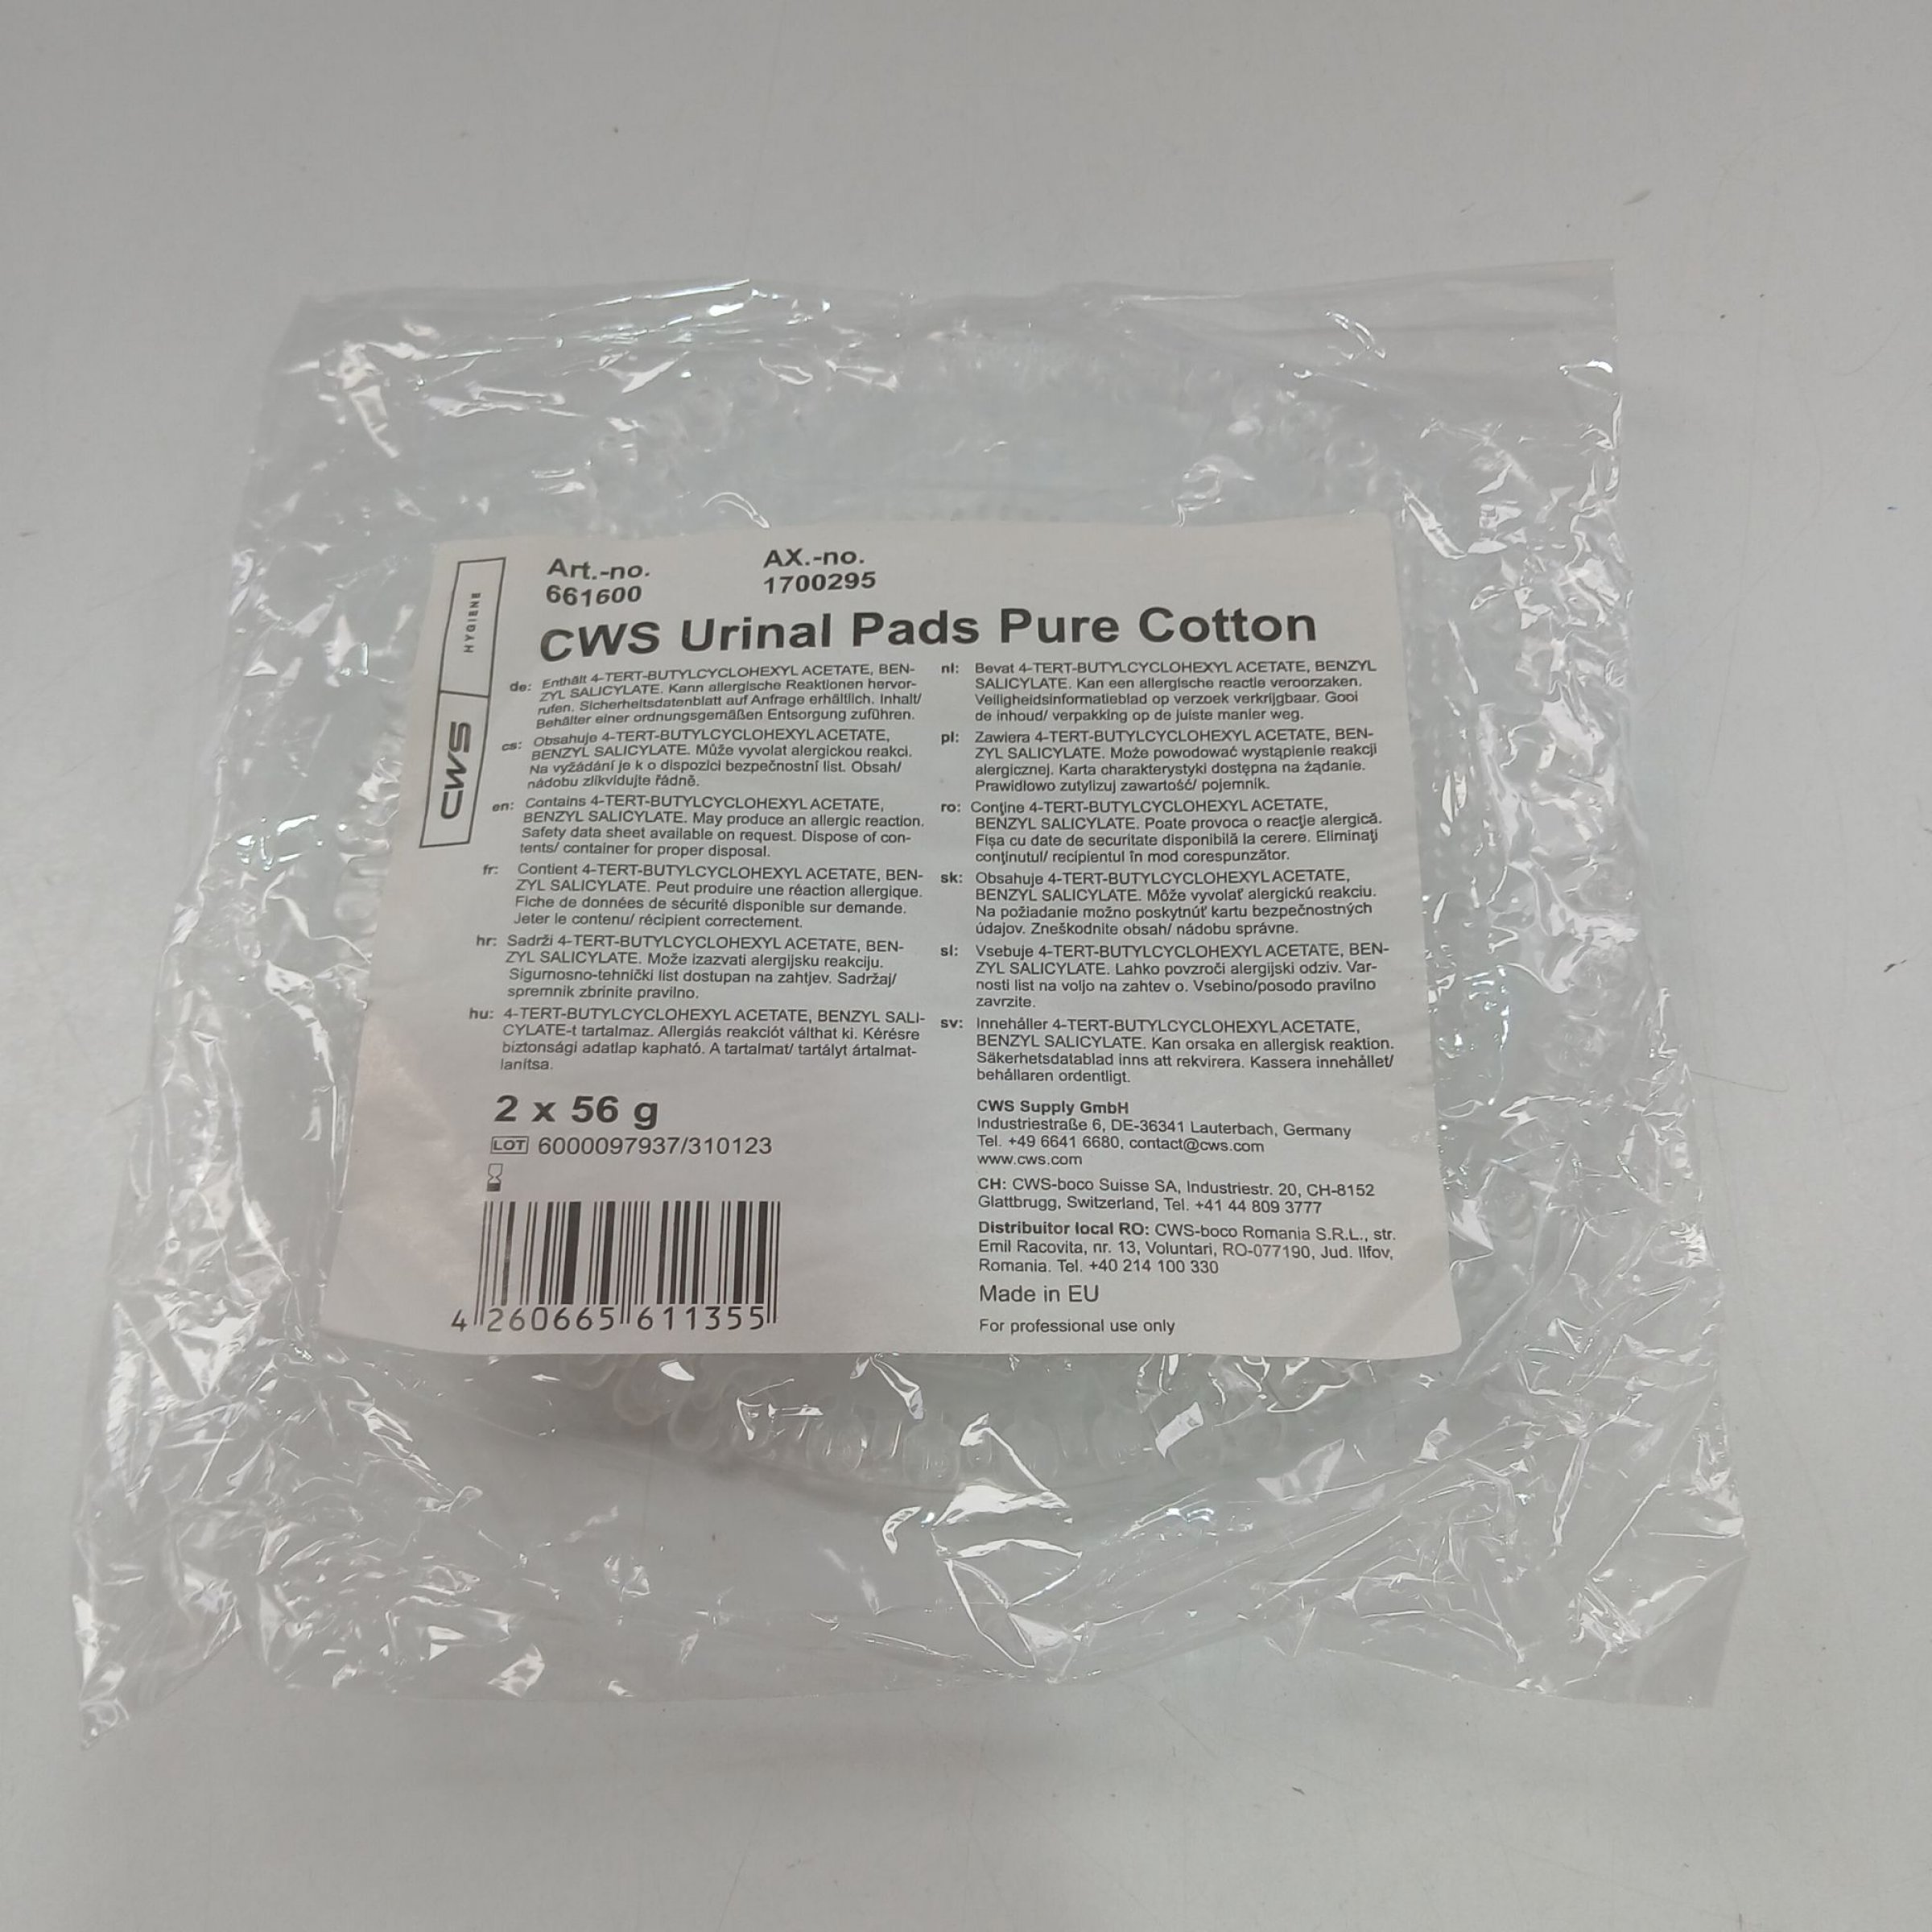 HYGIENE
CWS
Art.-no.
661600
AX.-no.
1700295
CWS Urinal Pads Pure Cotton
de: Enthält 4-TERT-BUTYLCYCLOHEXYL ACETATE, BEN-
ZYL SALICYLATE. Kann allergische Reaktionen hervor-
rufen. Sicherheitsdatenblatt auf Anfrage erhältlich. Inhalt/
Behälter einer ordnungsgemäßen Entsorgung zuführen.
cs: Obsahuje 4-TERT-BUTYLCYCLOHEXYL ACETATE,
BENZYL SALICYLATE. Může vyvolat alergickou reakci.
Na vyžádání je k o dispozici bezpečnostní list. Obsah/
nádobu zlikvidujte řádně.
en: Contains 4-TERT-BUTYLCYCLOHEXYL ACETATE,
BENZYL SALICYLATE. May produce an allergic reaction.
Safety data sheet available on request. Dispose of con-
tents/ container for proper disposal.
fr: Contient 4-TERT-BUTYLCYCLOHEXYL ACETATE, BEN-
ZYL SALICYLATE. Peut produire une réaction allergique.
Fiche de données de sécurité disponible sur demande.
Jeter le contenu/ récipient correctement.
hr: Sadrži 4-TERT-BUTYLCYCLOHEXYL ACETATE, BEN-
ZYL SALICYLATE. Može izazvati alergijsku reakciju.
Sigurnosno-tehnički list dostupan na zahtjev. Sadržaj/
spremnik zbrinite pravilno.
hu: 4-TERT-BUTYLCYCLOHEXYL ACETATE, BENZYL SALI-
CYLATE-t tartalmaz. Allergiás reakciót válthat ki. Kérésre
biztonsági adatlap kapható. A tartalmat/ tartályt ártalmat-
lanítsa.
2 x 56 g
LOT 6000097937/310123
4 260665 611355
nl: Bevat 4-TERT-BUTYLCYCLOHEXYL ACETATE, BENZYL
SALICYLATE. Kan een allergische reactie veroorzaken.
Veiligheidsinformatieblad op verzoek verkrijgbaar. Gooi
de inhoud/ verpakking op de juiste manier weg.
pl: Zawiera 4-TERT-BUTYLCYCLOHEXYL ACETATE, BEN-
ZYL SALICYLATE. Może powodować wystąpienie reakcji
alergicznej. Karta charakterystyki dostępna na żądanie.
Prawidłowo zutylizuj zawartość/ pojemnik.
ro: Conţine 4-TERT-BUTYLCYCLOHEXYL ACETATE,
BENZYL SALICYLATE. Poate provoca o reacţie alergică.
Fişa cu date de securitate disponibilă la cerere. Eliminaţi
conţinutul/ recipientul în mod corespunzător.
sk: Obsahuje 4-TERT-BUTYLCYCLOHEXYL ACETATE,
BENZYL SALICYLATE. Môže vyvolať alergickú reakciu.
Na požiadanie možno poskytnúť kartu bezpečnostných
údajov. Zneškodnite obsah/ nádobu správne.
sl: Vsebuje 4-TERT-BUTYLCYCLOHEXYL ACETATE, BEN-
ZYL SALICYLATE. Lahko povzroči alergijski odziv. Var-
nosti list na voljo na zahtev o. Vsebino/posodo pravilno
zavrzite.
sv: Innehåller 4-TERT-BUTYLCYCLOHEXYL ACETATE,
BENZYL SALICYLATE. Kan orsaka en allergisk reaktion.
Säkerhetsdatablad inns att rekvirera. Kassera innehållet/
behållaren ordentligt.
CWS Supply GmbH
Industriestraße 6, DE-36341 Lauterbach, Germany
Tel. +49 6641 6680, contact@cws.com
www.cws.com
CH: CWS-boco Suisse SA, Industriestr. 20, CH-8152
Glattbrugg, Switzerland, Tel. +41 44 809 3777
Distribuitor local RO: CWS-boco Romania S.R.L., str.
Emil Racovita, nr. 13, Voluntari, RO-077190, Jud. Ilfov,
Romania. Tel. +40 214 100 330
Made in EU
For professional use only